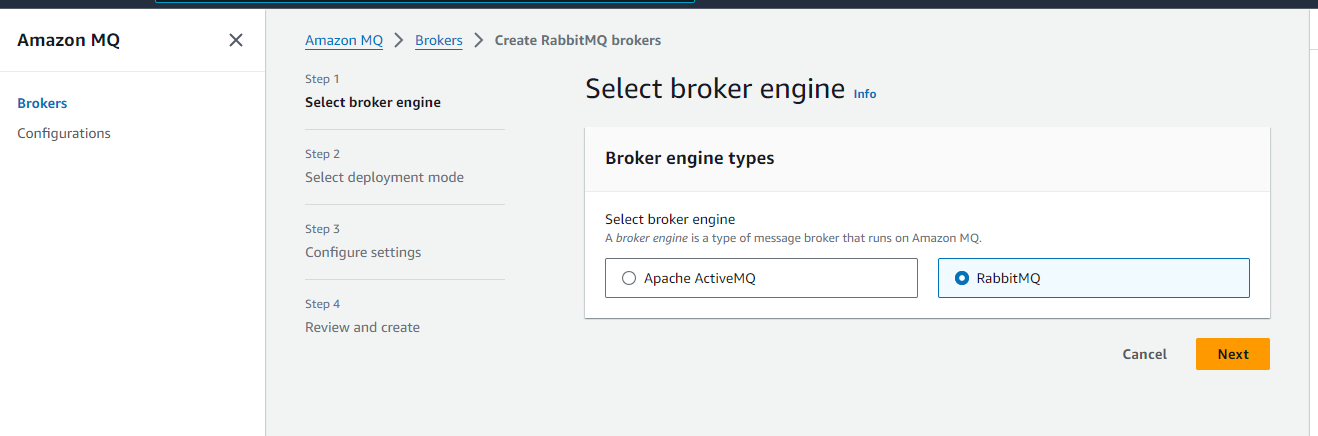 Amazon MQ
Brokers
Configurations
Amazon MQ > Brokers > Create RabbitMQ brokers
Step 1
Select broker engine
Step 2
Select deployment mode
Step 3
Configure settings
Step 4
Review and create
Select broker engine Info
Broker engine types
Select broker engine
A broker engine is a type of message broker that runs on Amazon MQ.
Apache ActiveMQ
RabbitMQ
Cancel
Next